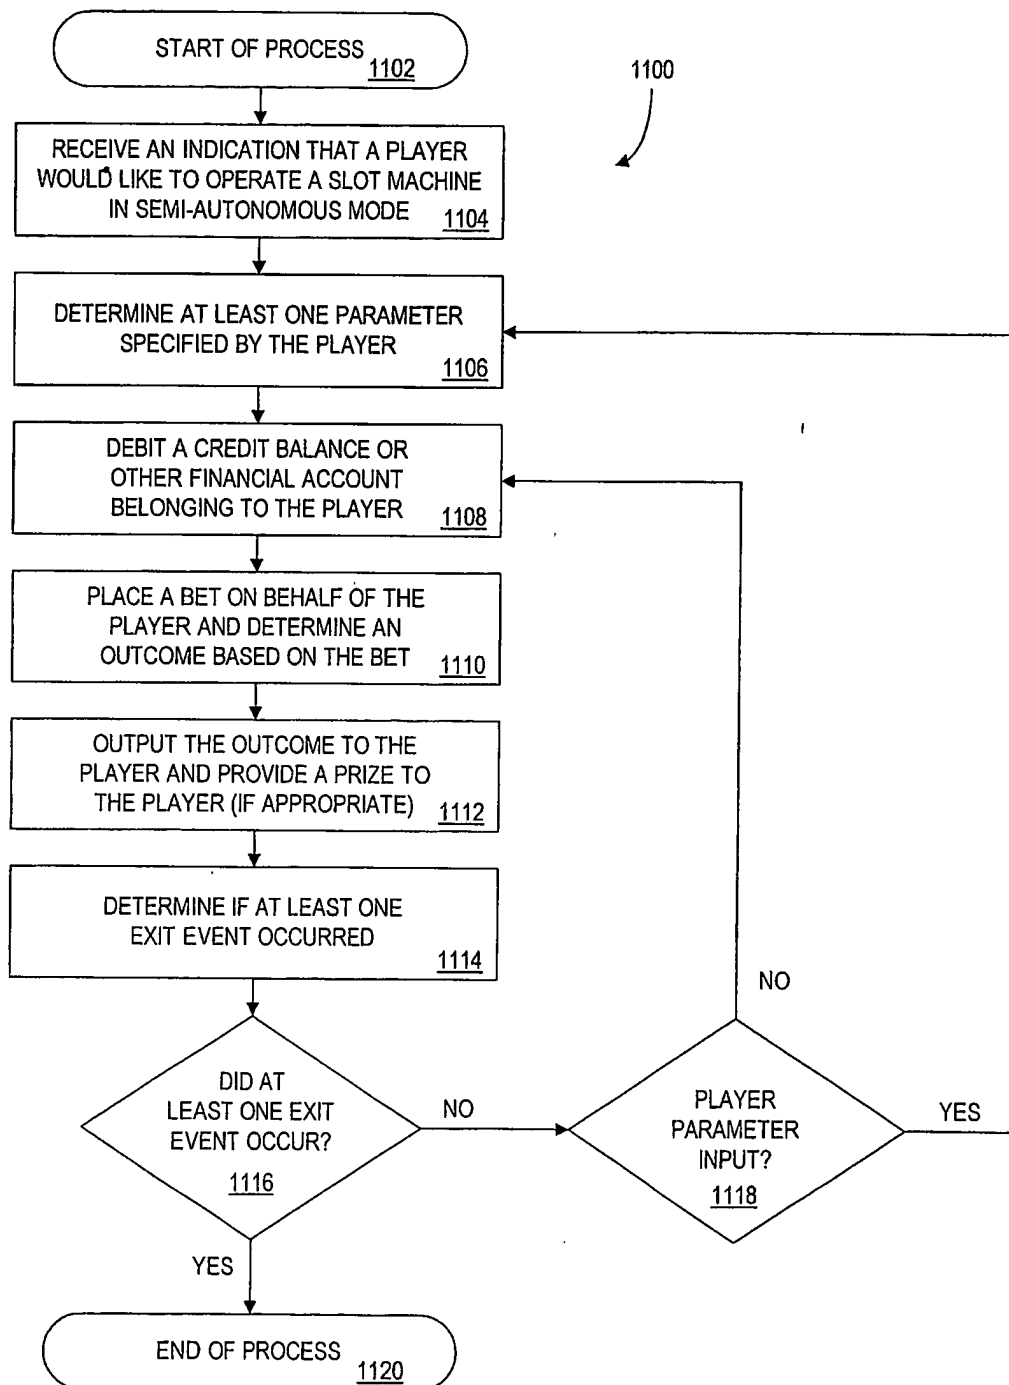 START OF PROCESS
1102
1100
RECEIVE AN INDICATION THAT A PLAYER
WOULD LIKE TO OPERATE A SLOT MACHINE
IN SEMI-AUTONOMOUS MODE
1104
DETERMINE AT LEAST ONE PARAMETER
SPECIFIED BY THE PLAYER
1106
DEBIT A CREDIT BALANCE OR
OTHER FINANCIAL ACCOUNT
BELONGING TO THE PLAYER
1108
PLACE A BET ON BEHALF OF THE
PLAYER AND DETERMINE AN
OUTCOME BASED ON THE BET
1110
OUTPUT THE OUTCOME TO THE
PLAYER AND PROVIDE A PRIZE TO
THE PLAYER (IF APPROPRIATE)
1112
DETERMINE IF AT LEAST ONE
EXIT EVENT OCCURRED
1114
DID AT
LEAST ONE EXIT
EVENT OCCUR?
1116
NO
PLAYER
PARAMETER
INPUT?
1118
NO
YES
YES
END OF PROCESS
1120